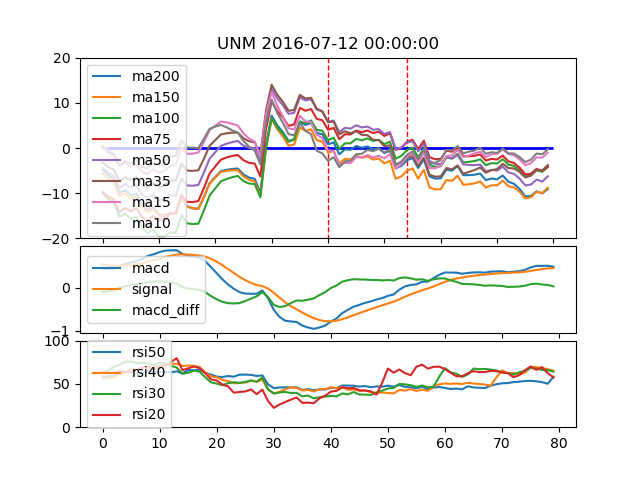 UNM 2016-07-12 00:00:00
20
10
0
−10
−20
ma200
ma150
ma100
ma75
ma50
ma35
ma15
ma10
0
−1
macd
signal
macd_diff
100
50
0
rsi50
rsi40
rsi30
rsi20
0 10 20 30 40 50 60 70 80